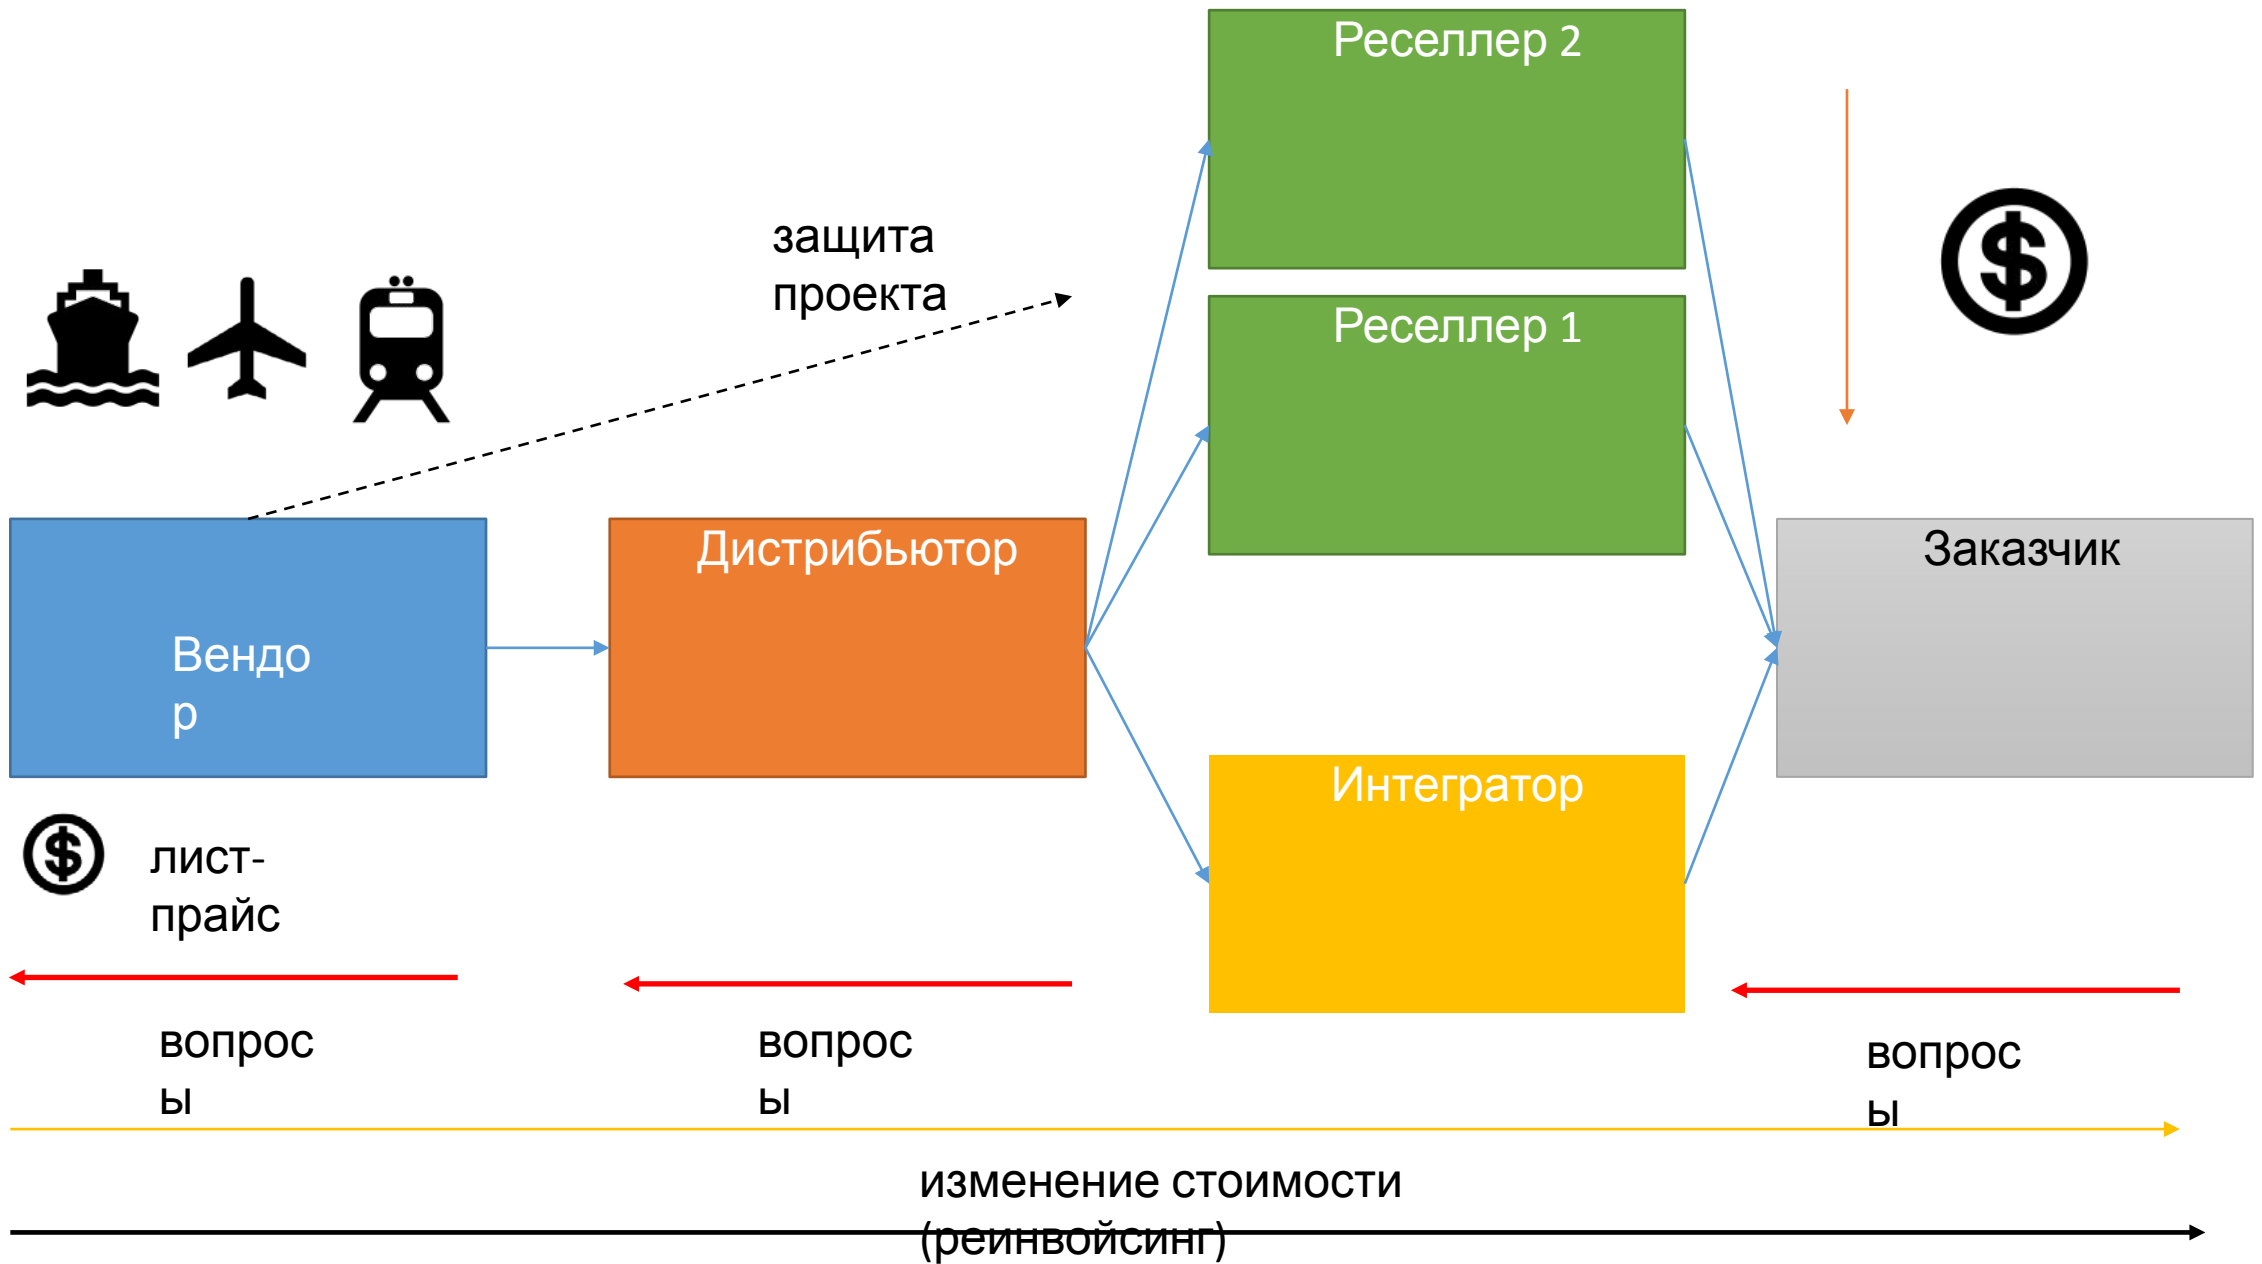 Реселлер 2
защита
проекта
Реселлер 1
Дистрибьютор
Заказчик
Вендо
р
Интегратор
лист-
прайс
вопрос
ы
вопрос
ы
вопрос
ы
изменение стоимости
(реинвойсинг)